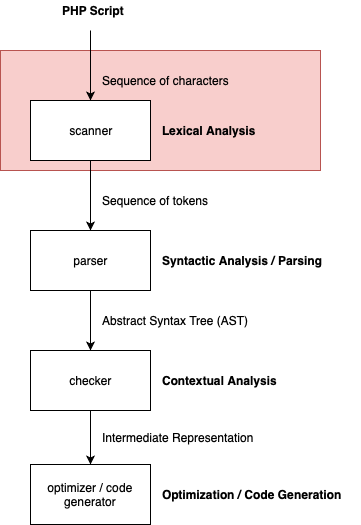 PHP Script
Sequence of characters
scanner
Lexical Analysis
Sequence of tokens
parser
Syntactic Analysis / Parsing
Abstract Syntax Tree (AST)
checker
Contextual Analysis
Intermediate Representation
optimizer / code
generator
Optimization / Code Generation